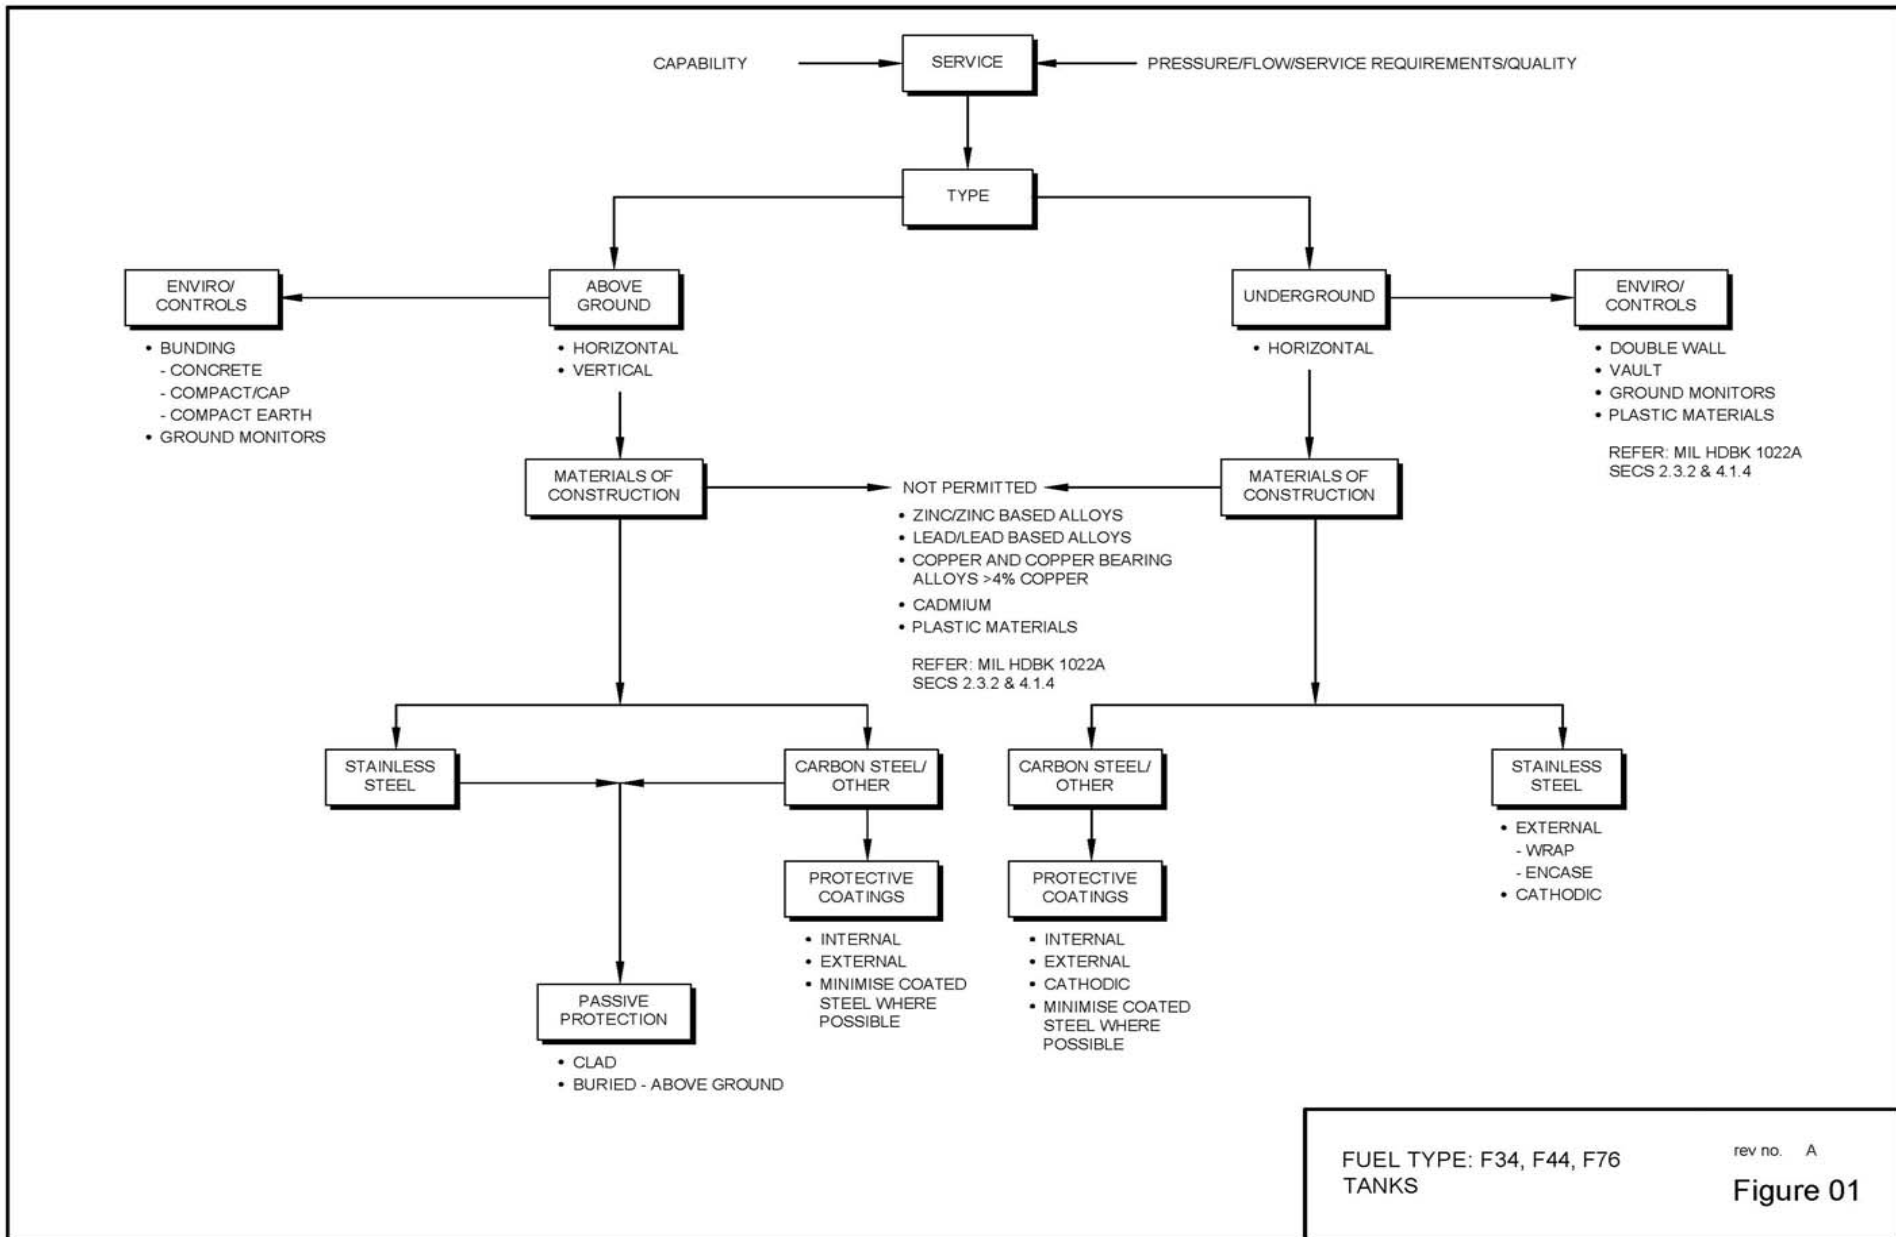 CAPABILITY
SERVICE
PRESSURE/FLOW/SERVICE REQUIREMENTS/QUALITY
TYPE
ENVIRO/
CONTROLS
• BUNDING
- CONCRETE
- COMPACT/CAP
- COMPACT EARTH
• GROUND MONITORS
ABOVE
GROUND
• HORIZONTAL
• VERTICAL
UNDERGROUND
• HORIZONTAL
ENVIRO/
CONTROLS
• DOUBLE WALL
• VAULT
• GROUND MONITORS
• PLASTIC MATERIALS
REFER: MIL HDBK 1022A
SECS 2.3.2 & 4.1.4
MATERIALS OF
CONSTRUCTION
NOT PERMITTED
• ZINC/ZINC BASED ALLOYS
• LEAD/LEAD BASED ALLOYS
• COPPER AND COPPER BEARING
ALLOYS >4% COPPER
• CADMIUM
• PLASTIC MATERIALS
REFER: MIL HDBK 1022A
SECS 2.3.2 & 4.1.4
MATERIALS OF
CONSTRUCTION
STAINLESS
STEEL
CARBON STEEL/
OTHER
CARBON STEEL/
OTHER
STAINLESS
STEEL
• EXTERNAL
- WRAP
- ENCASE
• CATHODIC
PROTECTIVE
COATINGS
• INTERNAL
• EXTERNAL
• MINIMISE COATED
STEEL WHERE
POSSIBLE
PROTECTIVE
COATINGS
• INTERNAL
• EXTERNAL
• CATHODIC
• MINIMISE COATED
STEEL WHERE
POSSIBLE
PASSIVE
PROTECTION
• CLAD
• BURIED - ABOVE GROUND
FUEL TYPE: F34, F44, F76
TANKS
rev no. A
Figure 01